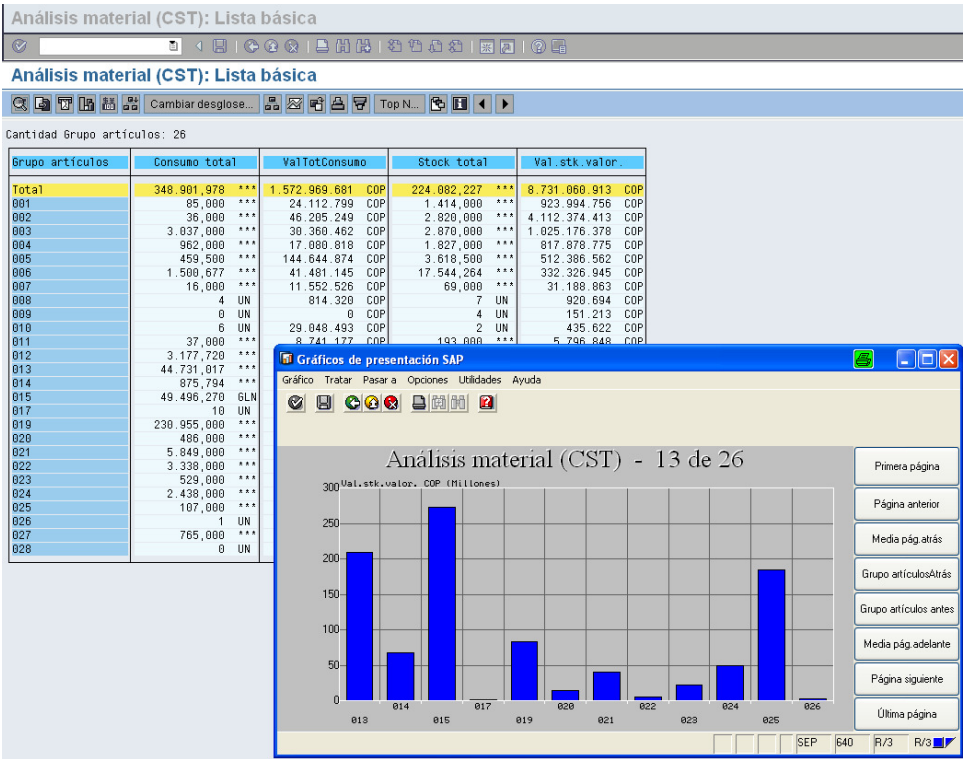 Análisis material (CST): Lista básica
Análisis material (CST): Lista básica
Cambiar desglose... Top N...
Cantidad Grupo artículos: 26
Grupo artículos Consumo total ValTotConsumo Stock total Val.stk.valor.
Total 348.901,978 *** 1.572.969.681 COP 224.082,227 *** 8.731.060.913 COP
001 85,000 *** 24.112.799 COP 1.414,000 *** 923.994.756 COP
002 36,000 *** 46.205.249 COP 2.820,000 *** 4.112.374.413 COP
003 3.037,000 *** 30.360.462 COP 2.870,000 *** 1.025.176.378 COP
004 962,000 *** 17.080.818 COP 1.827,000 *** 817.878.775 COP
005 459,500 *** 144.644.874 COP 3.618,500 *** 512.386.562 COP
006 1.500,677 *** 41.481.145 COP 17.544,264 *** 332.326.945 COP
007 16,000 *** 11.552.526 COP 69,000 *** 31.188.863 COP
008 4 UN 814.320 COP 7 UN 920.694 COP
009 0 UN 0 COP 4 UN 151.213 COP
010 6 UN 29.048.493 COP 2 UN 435.622 COP
011 37,000 *** 8.741.177 COP 193,000 *** 5.796.848 COP
012 3.177,720 ***
013 44.731,017 ***
014 875,794 ***
015 49.496,270 GLN
017 10 UN
019 230.955,000 ***
020 486,000 ***
021 5.849,000 ***
022 3.338,000 ***
023 529,000 ***
024 2.438,000 ***
025 107,000 ***
026 1 UN
027 765,000 ***
028 0 UN
Gráficos de presentación SAP
Gráfico Tratar Pasar a Opciones Utilidades Ayuda
Análisis material (CST) - 13 de 26
Val.stk.valor. COP (Millones)
300
250
200
150
100
50
0
014 017 020 022 024 026
013 015 019 021 023 025
Primera página
Página anterior
Media pág.atrás
Grupo artículosAtrás
Grupo artículos antes
Media pág.adelante
Página siguiente
Última página
SEP 640 R/3 R/3